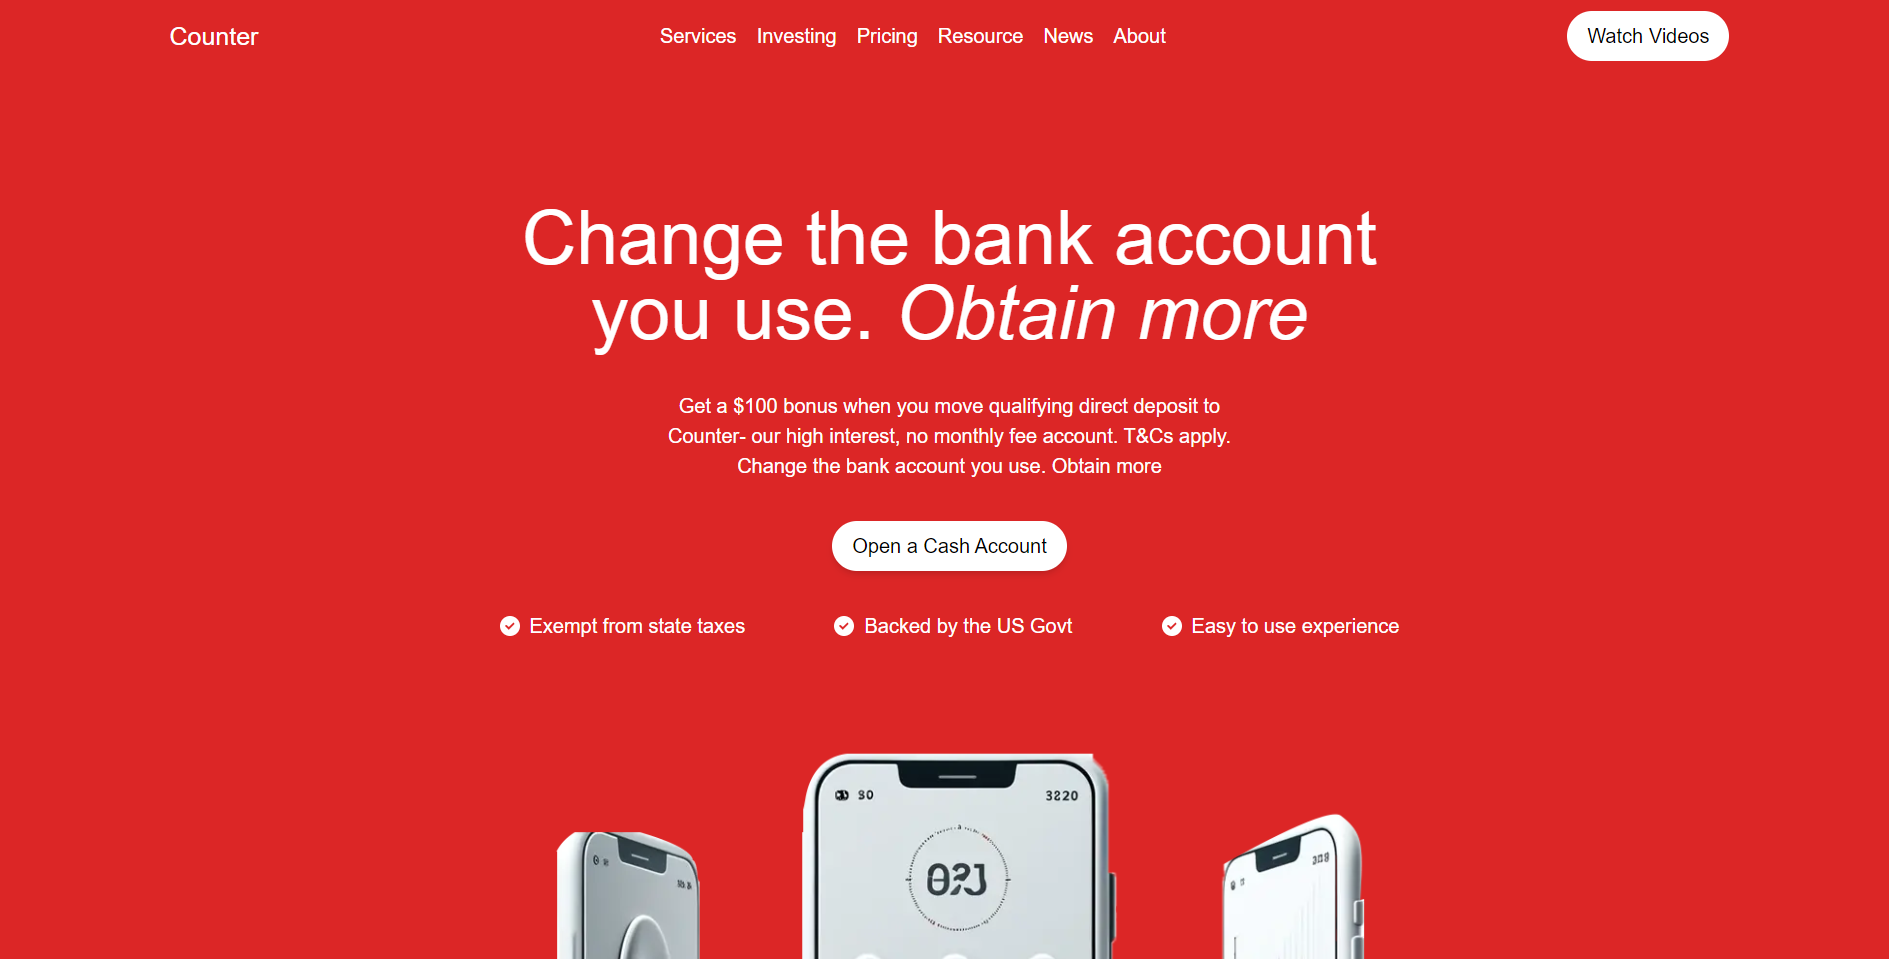 Counter
Services Investing Pricing Resource News About
Watch Videos
Change the bank account
you use. Obtain more
Get a $100 bonus when you move qualifying direct deposit to
Counter- our high interest, no monthly fee account. T&Cs apply.
Change the bank account you use. Obtain more
Open a Cash Account
Exempt from state taxes
Backed by the US Govt
Easy to use experience
3220